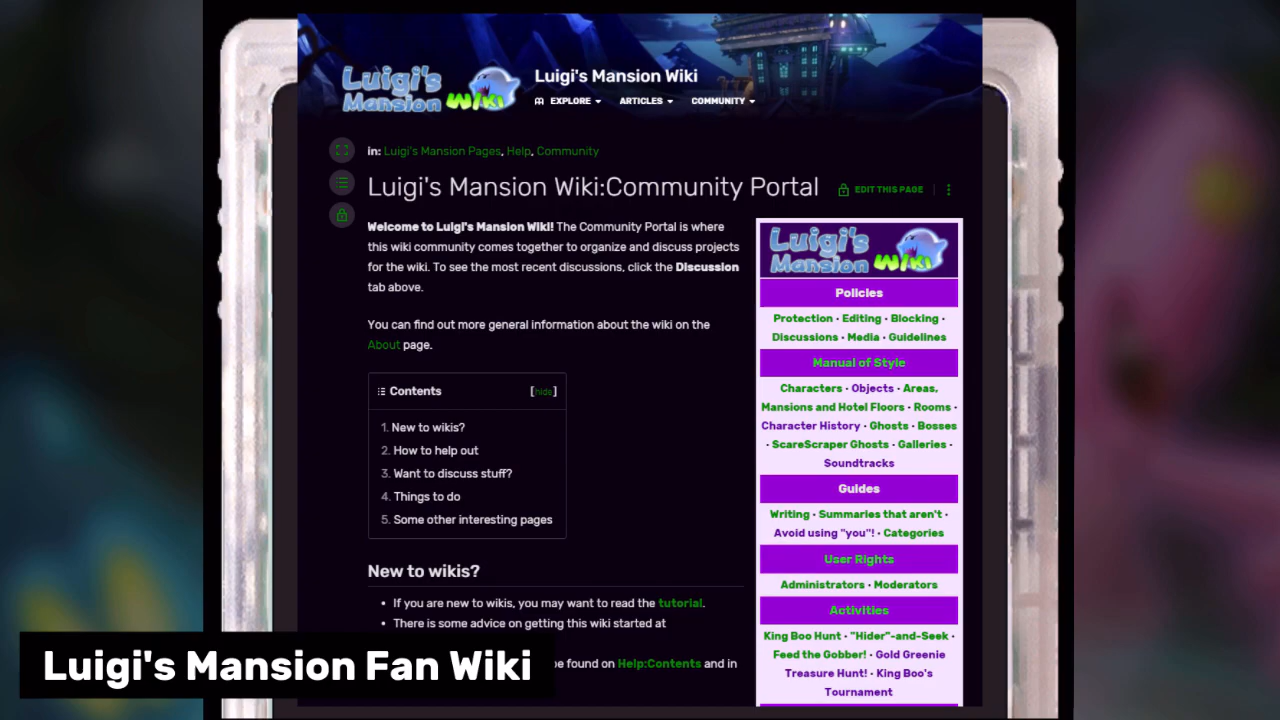 Luigi's Mansion Wiki
Luigi's Mansion Wiki
EXPLORE ARTICLES COMMUNITY
in: Luigi's Mansion Pages, Help, Community
Luigi's Mansion Wiki:Community Portal
EDIT THIS PAGE
Welcome to Luigi's Mansion Wiki! The Community Portal is where
this wiki community comes together to organize and discuss projects
for the wiki. To see the most recent discussions, click the Discussion
tab above.
You can find out more general information about the wiki on the
About page.
Contents [hide]
1. New to wikis?
2. How to help out
3. Want to discuss stuff?
4. Things to do
5. Some other interesting pages
New to wikis?
• If you are new to wikis, you may want to read the tutorial.
• There is some advice on getting this wiki started at
be found on Help:Contents and in
Luigi's Mansion Wiki
Policies
Protection · Editing · Blocking ·
Discussions · Media · Guidelines
Manual of Style
Characters · Objects · Areas,
Mansions and Hotel Floors · Rooms ·
Character History · Ghosts · Bosses
· ScareScraper Ghosts · Galleries ·
Soundtracks
Guides
Writing · Summaries that aren't ·
Avoid using "you"! · Categories
User Rights
Administrators · Moderators
Activities
King Boo Hunt · "Hider"-and-Seek ·
Feed the Gobber! · Gold Greenie
Treasure Hunt! · King Boo's
Tournament
Luigi's Mansion Fan Wiki